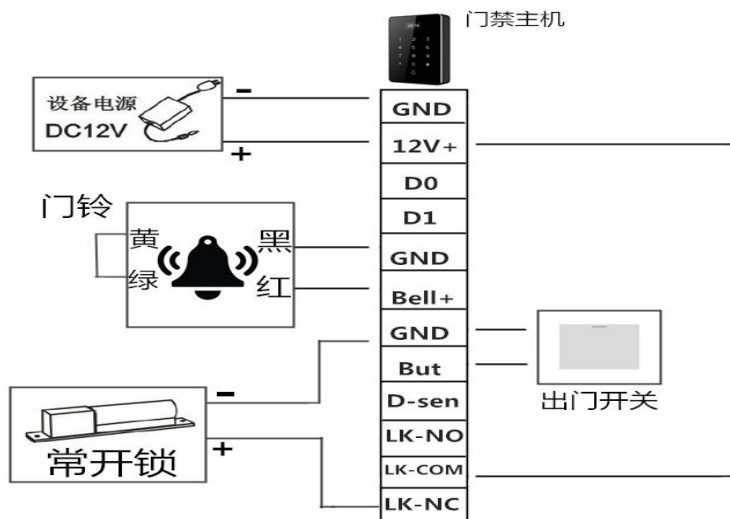 门禁主机
设备电源
DC12V
-
+
GND
12V+
D0
D1
GND
Bell+
GND
But
D-sen
LK-NO
LK-COM
LK-NC
门铃
黄
绿
黑
红
出门开关
-
+
常开锁